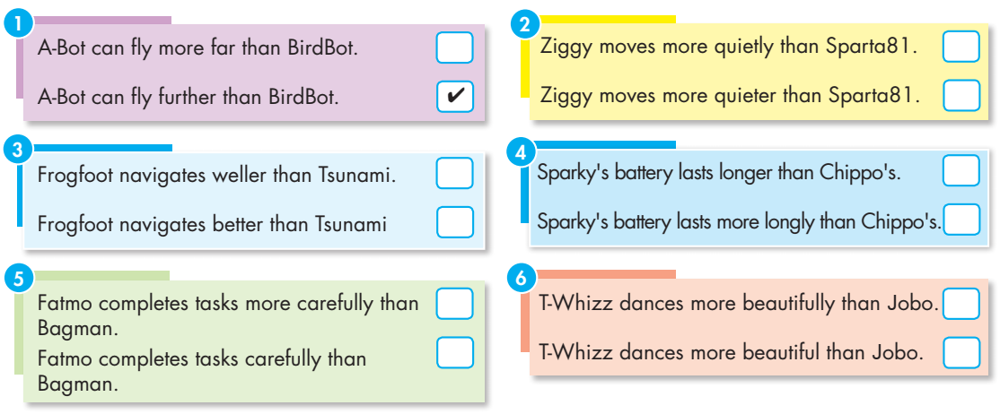 1
A-Bot can fly more far than BirdBot.
A-Bot can fly further than BirdBot.
✔
2
Ziggy moves more quietly than Sparta81.
Ziggy moves more quieter than Sparta81.
3
Frogfoot navigates weller than Tsunami.
Frogfoot navigates better than Tsunami
4
Sparky's battery lasts longer than Chippo's.
Sparky's battery lasts more longly than Chippo's.
5
Fatmo completes tasks more carefully than
Bagman.
Fatmo completes tasks carefully than
Bagman.
6
T-Whizz dances more beautifully than Jobo.
T-Whizz dances more beautiful than Jobo.